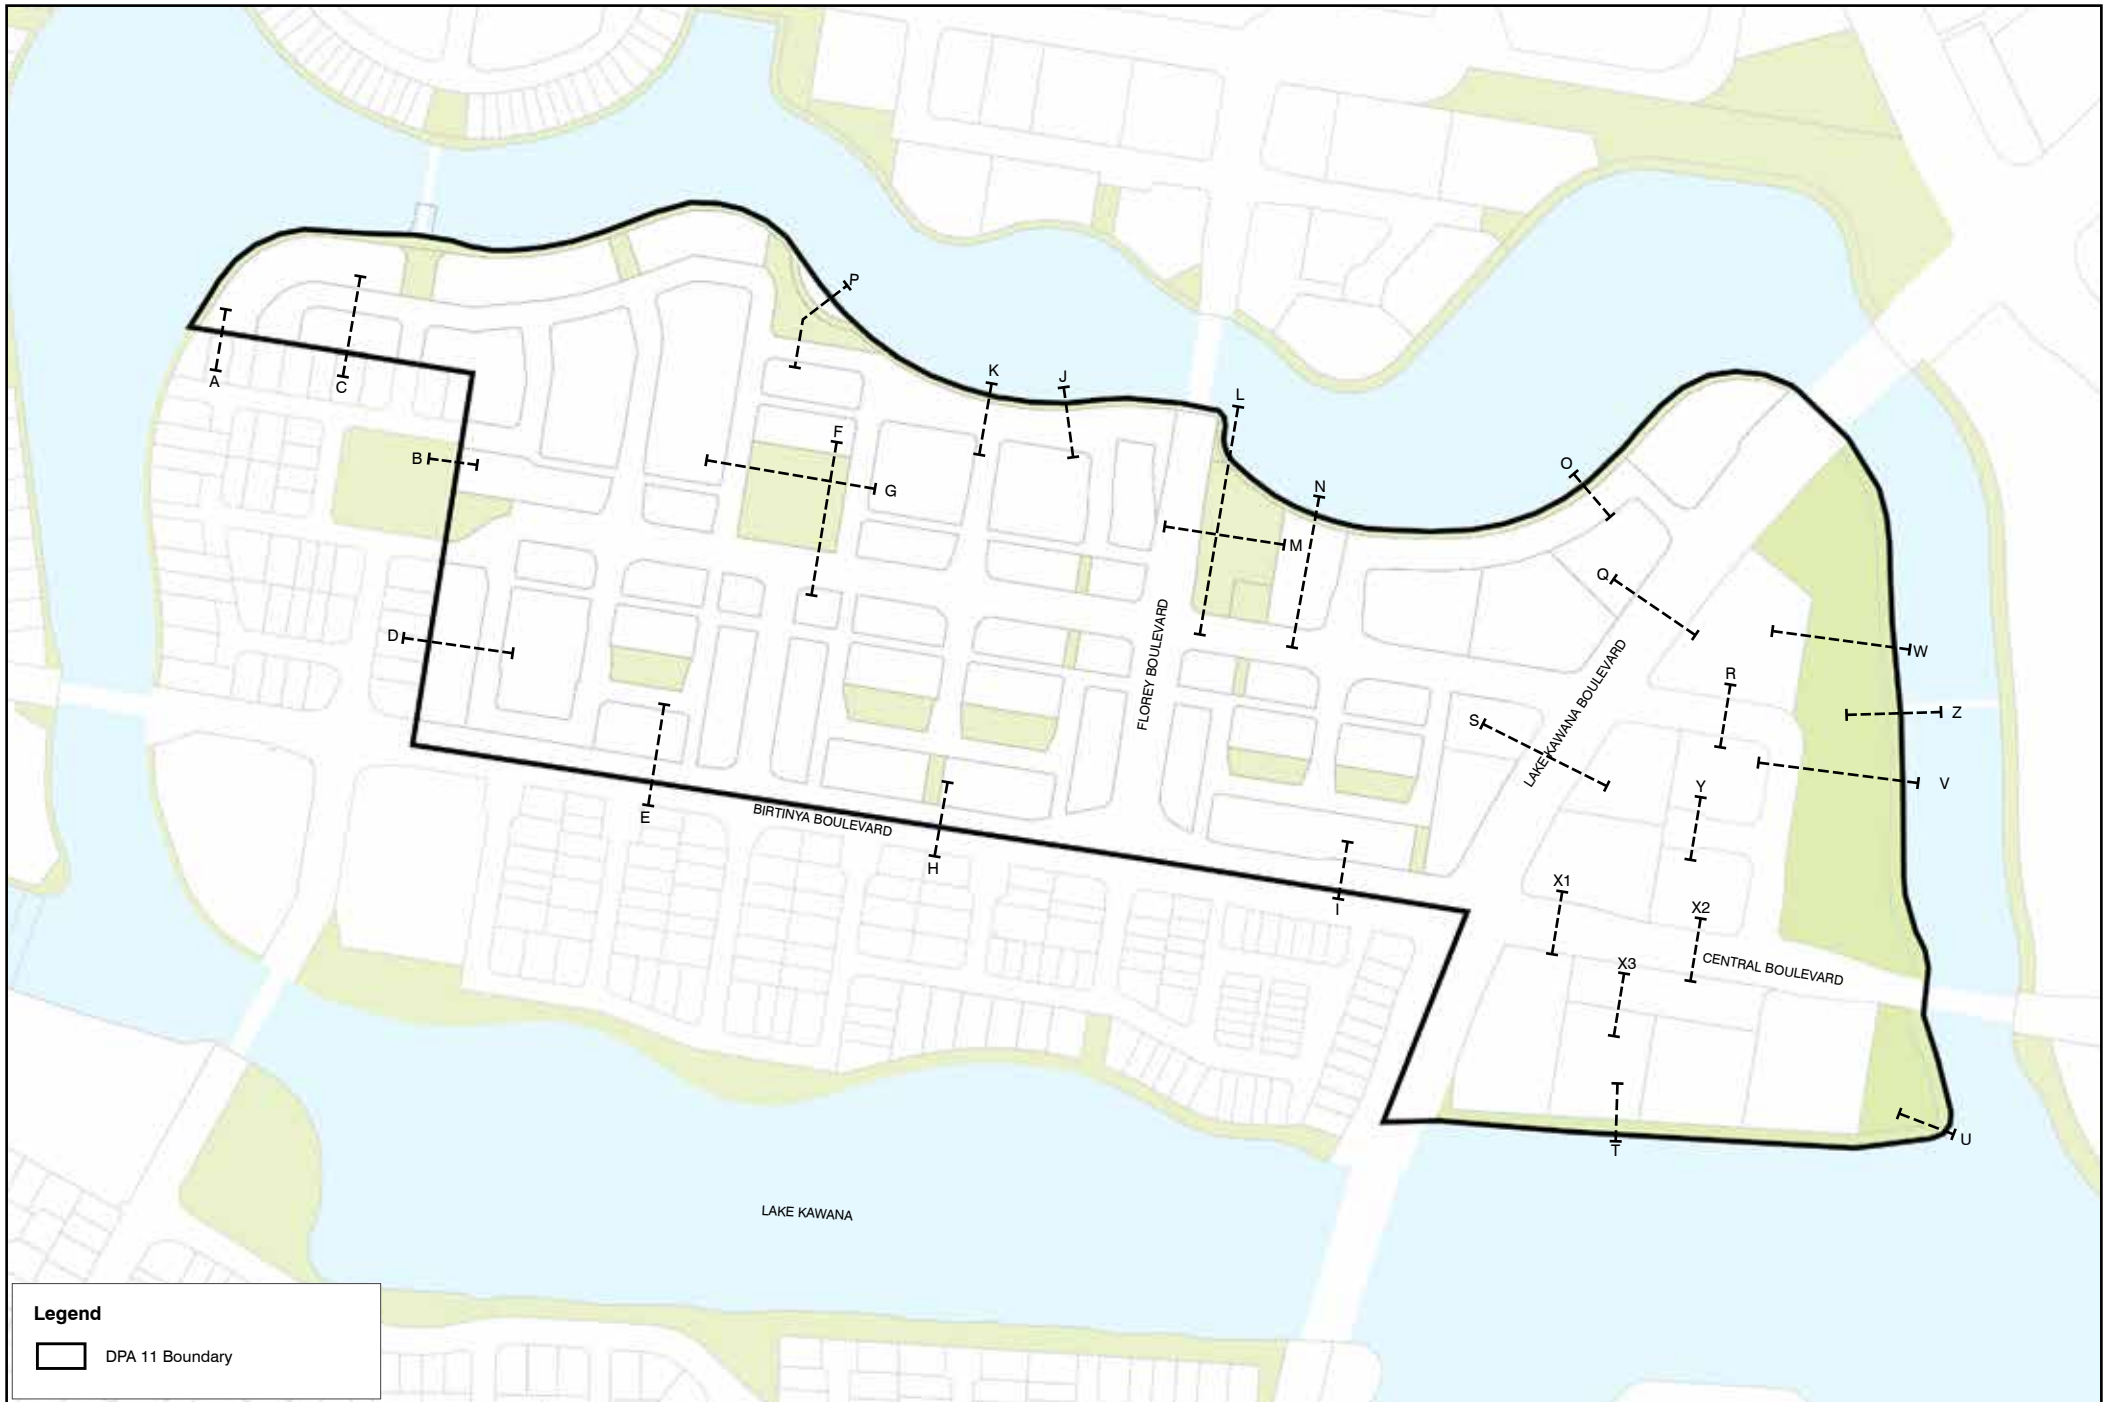 P
A
C
K
J
L
F
B
G
O
N
M
Q
D
FLOREY BOULEVARD
W
R
LAKE KAWANA BOULEVARD
S
Z
V
Y
E
BIRTINYA BOULEVARD
H
I
X1
X2
X3
CENTRAL BOULEVARD
T
U
LAKE KAWANA
Legend
DPA 11 Boundary